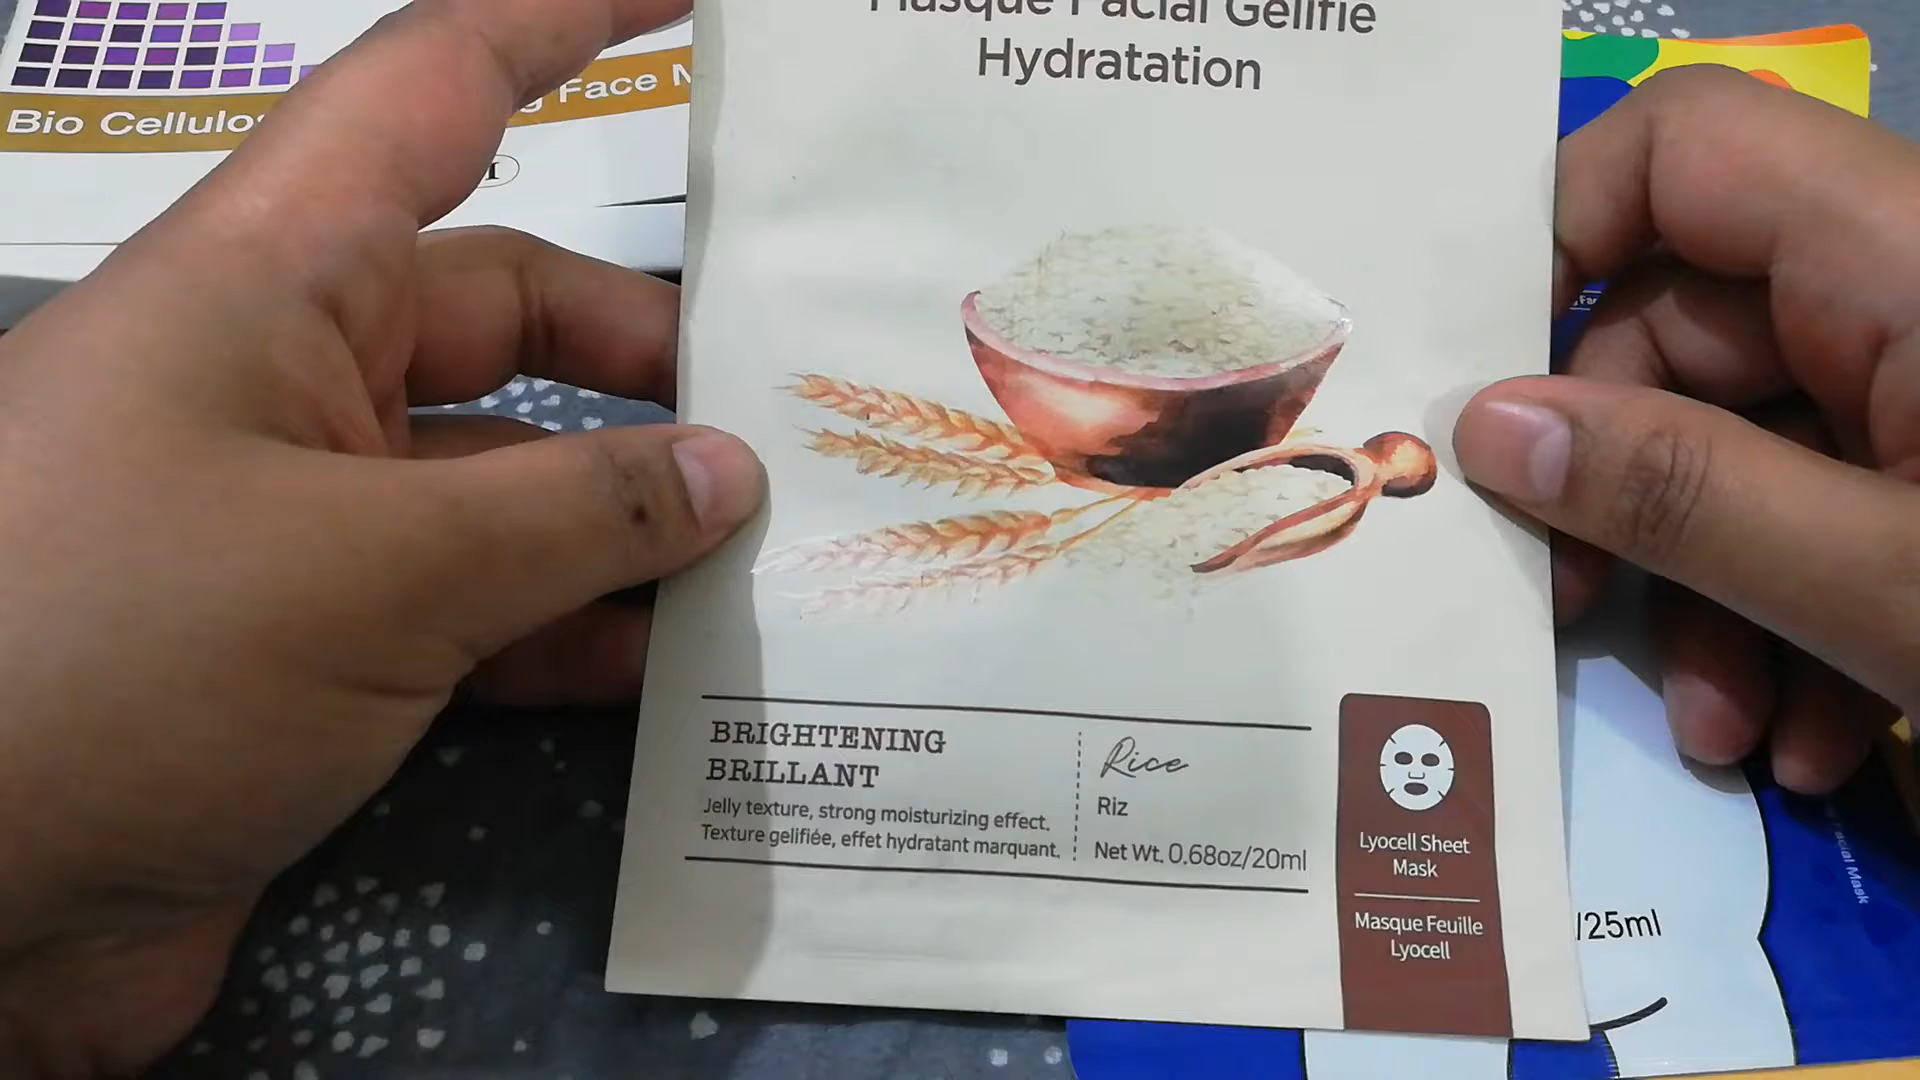 Masque Facial Gélifié
Hydratation
Bio Cellulo
Face
BRIGHTENING
BRILLANT
Jelly texture, strong moisturizing effect.
Texture gelifiée, effet hydratant marquant.
Rice
Riz
Net Wt. 0.68oz/20ml
Lyocell Sheet
Mask
Masque Feuille
Lyocell
/25ml
Facial Mask